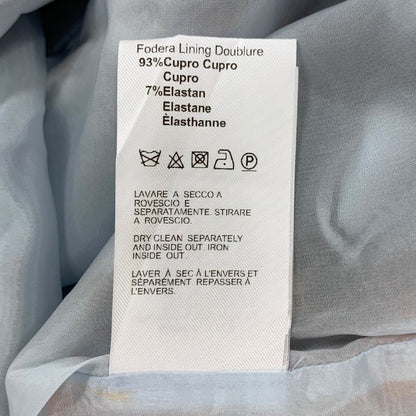 Fodera Lining Doublure
93%Cupro Cupro
Cupro
7%Elastan
Elastane
Èlasthanne
P
LAVARE A SECCO A
ROVESCIO E
SEPARATAMENTE. STIRARE
A ROVESCIO.
DRY CLEAN SEPARATELY
AND INSIDE OUT. IRON
INSIDE OUT.
LAVER À SEC À L'ENVERS ET
SÉPARÉMENT. REPASSER À
L'ENVERS.